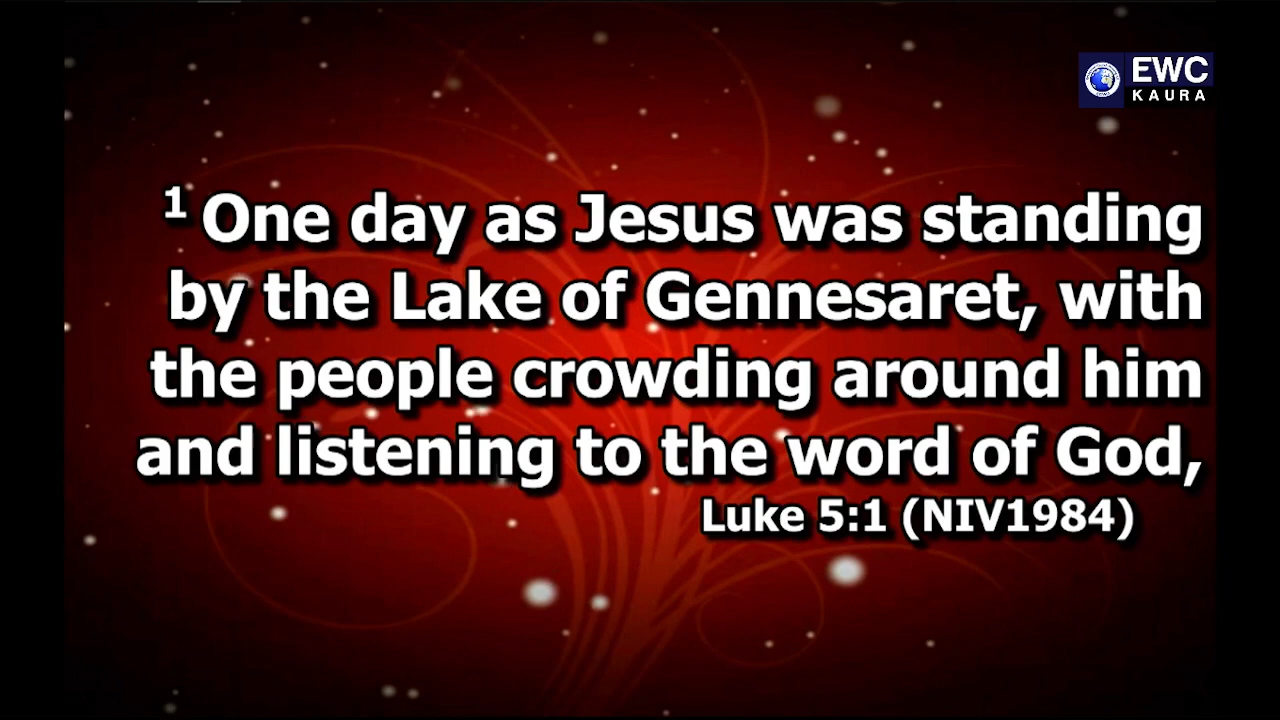 EWC
KAURA
1 One day as Jesus was standing
by the Lake of Gennesaret, with
the people crowding around him
and listening to the word of God,
Luke 5:1 (NIV1984)